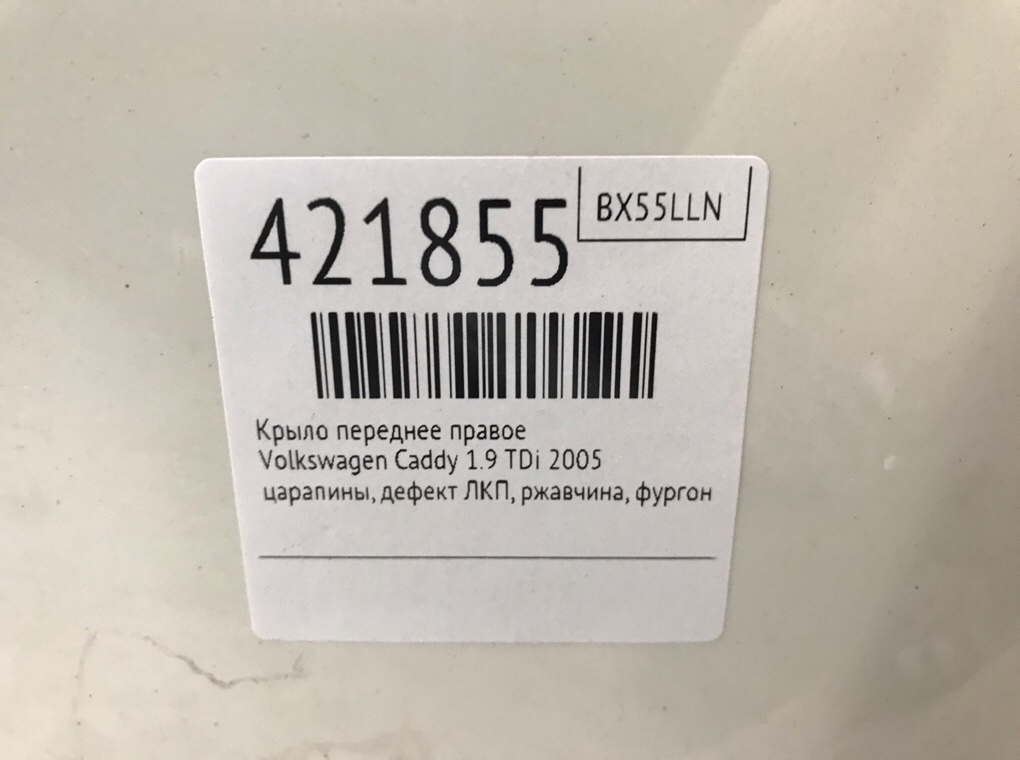 421855
BX55LLN
Крыло переднее правое
Volkswagen Caddy 1.9 TDi 2005
царапины, дефект ЛКП, ржавчина, фургон